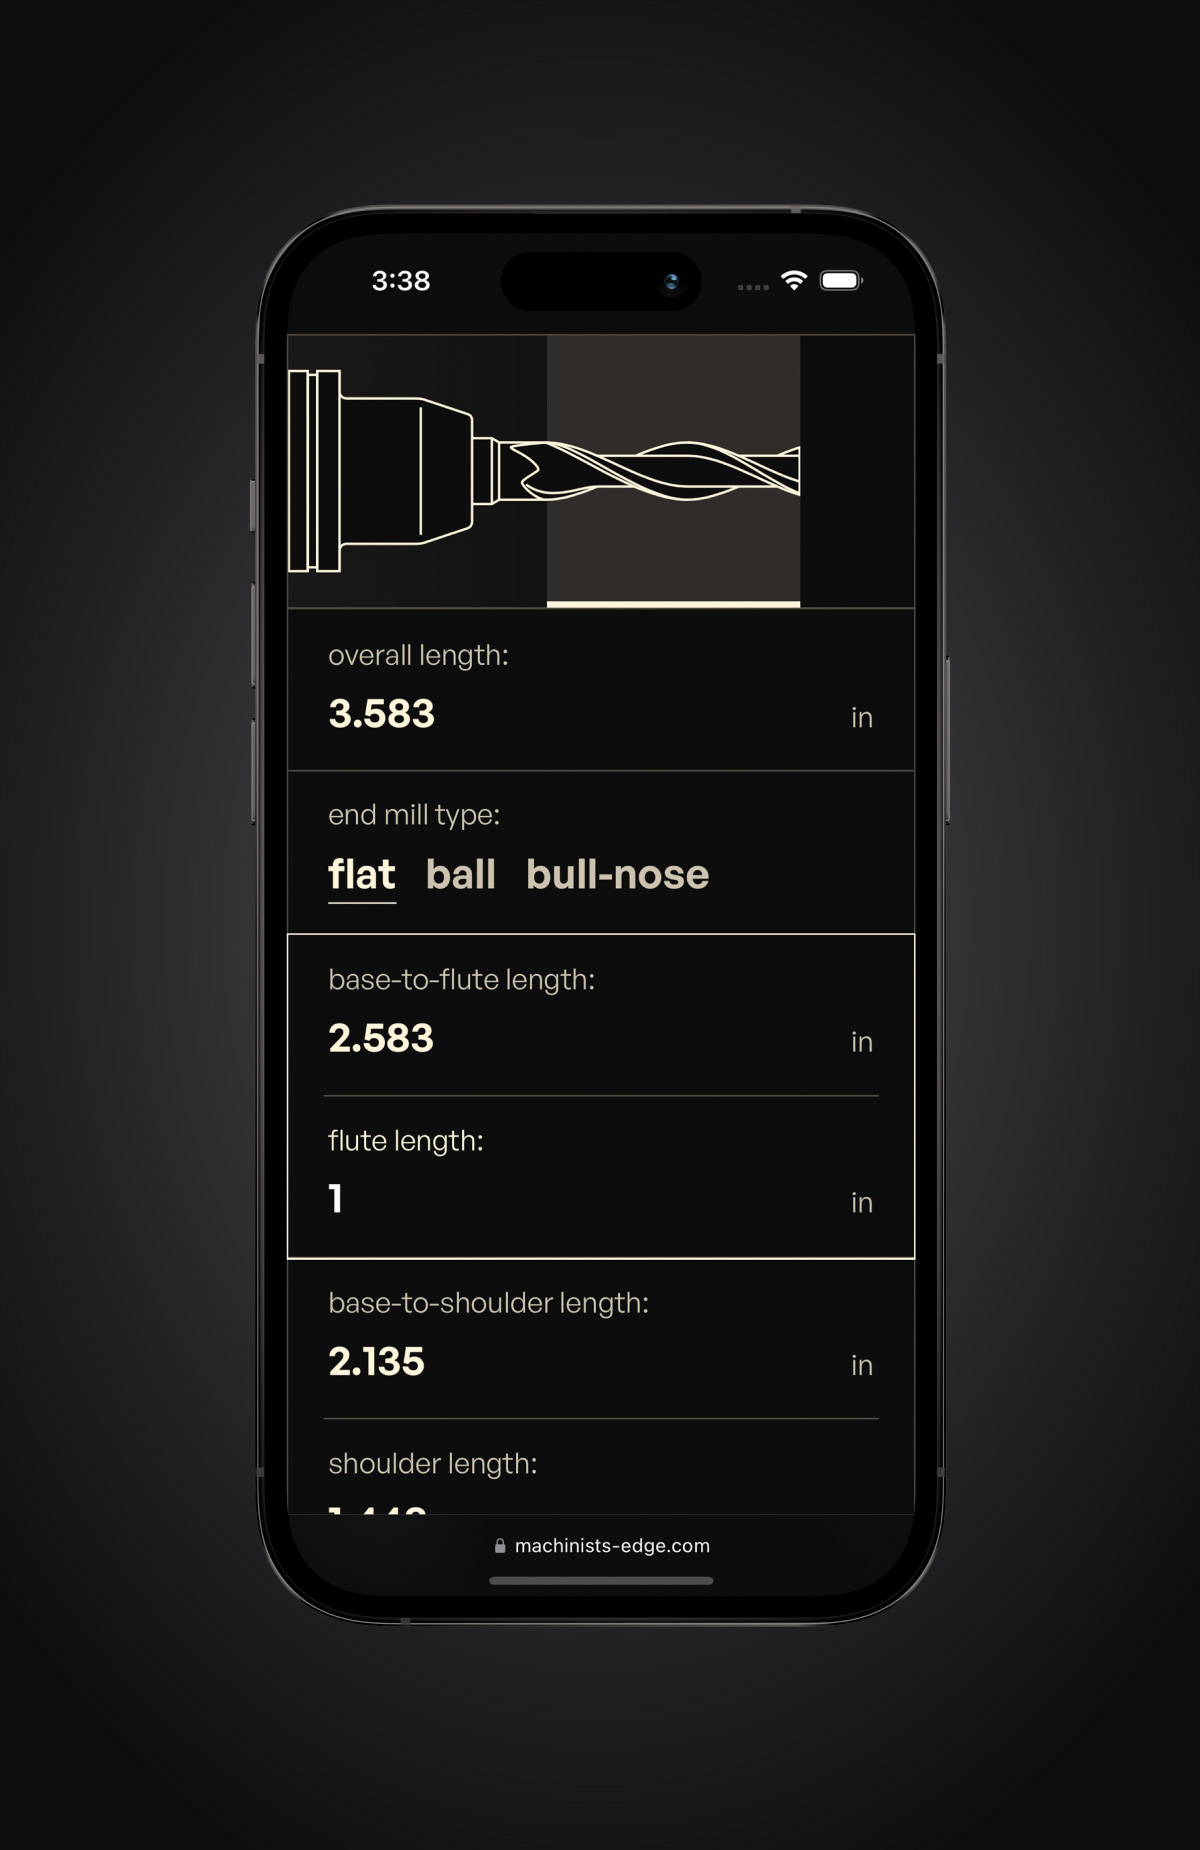 3:38
overall length:
3.583 in
end mill type:
flat ball bull-nose
base-to-flute length:
2.583 in
flute length:
1 in
base-to-shoulder length:
2.135 in
shoulder length:
machinists-edge.com